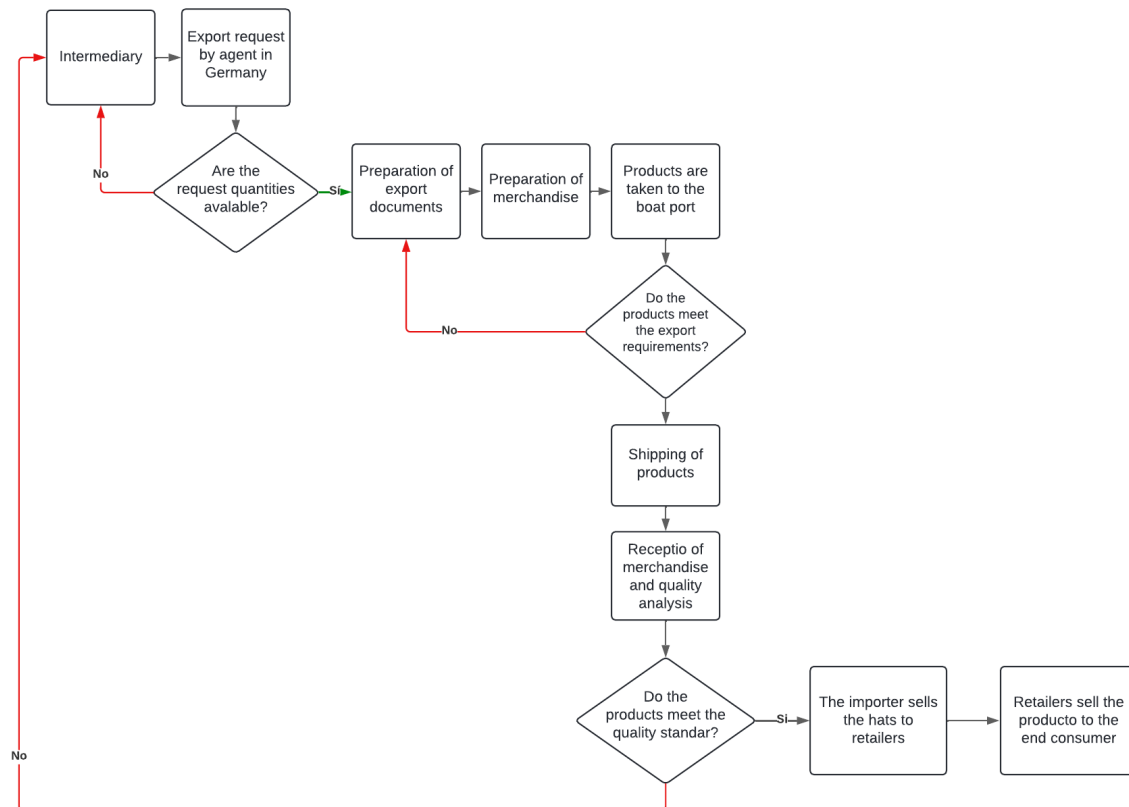 Intermediary
Export request
by agent in
Germany
Are the
request quantities
avalable?
No
Sí
Preparation of
export
documents
Preparation of
merchandise
Products are
taken to the
boat port
Do the
products meet
the export
requirements?
No
Shipping of
products
Receptio of
merchandise
and quality
analysis
Do the
products meet the
quality standar?
Si
The importer sells
the hats to
retailers
Retailers sell the
producto to the
end consumer
No